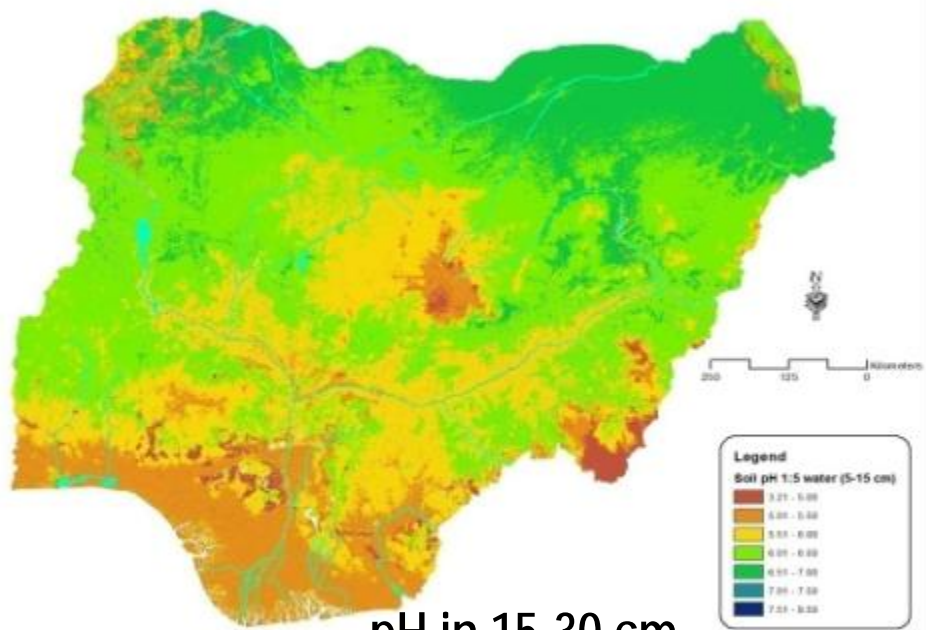 N
Kilometers
250 125 0
Legend
Soil pH 1:5 water (5-15 cm)
3.21 - 5.00
5.01 - 5.50
5.51 - 6.00
6.01 - 6.50
6.51 - 7.00
7.01 - 7.50
7.51 - 8.50
pH in 15-30 cm